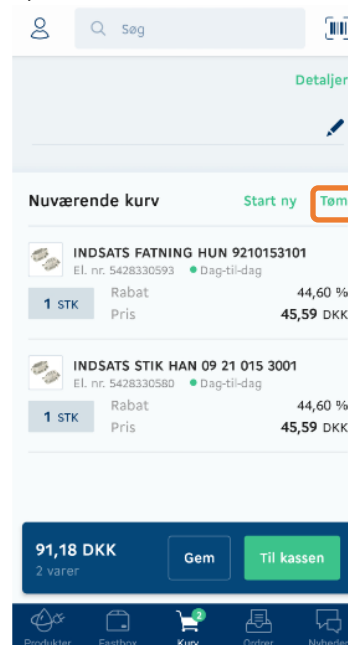 Søg
Detaljer
Nuværende kurv Start ny Tøm
INDSATS FATNING HUN 9210153101
El. nr. 5428330593 Dag-til-dag
1 STK Rabat 44,60 %
Pris 45,59 DKK
INDSATS STIK HAN 09 21 015 3001
El. nr. 5428330580 Dag-til-dag
1 STK Rabat 44,60 %
Pris 45,59 DKK
91,18 DKK
2 varer
Gem
Til kassen
2
Produkter Fastbox Kurv Ordrer Nyheder